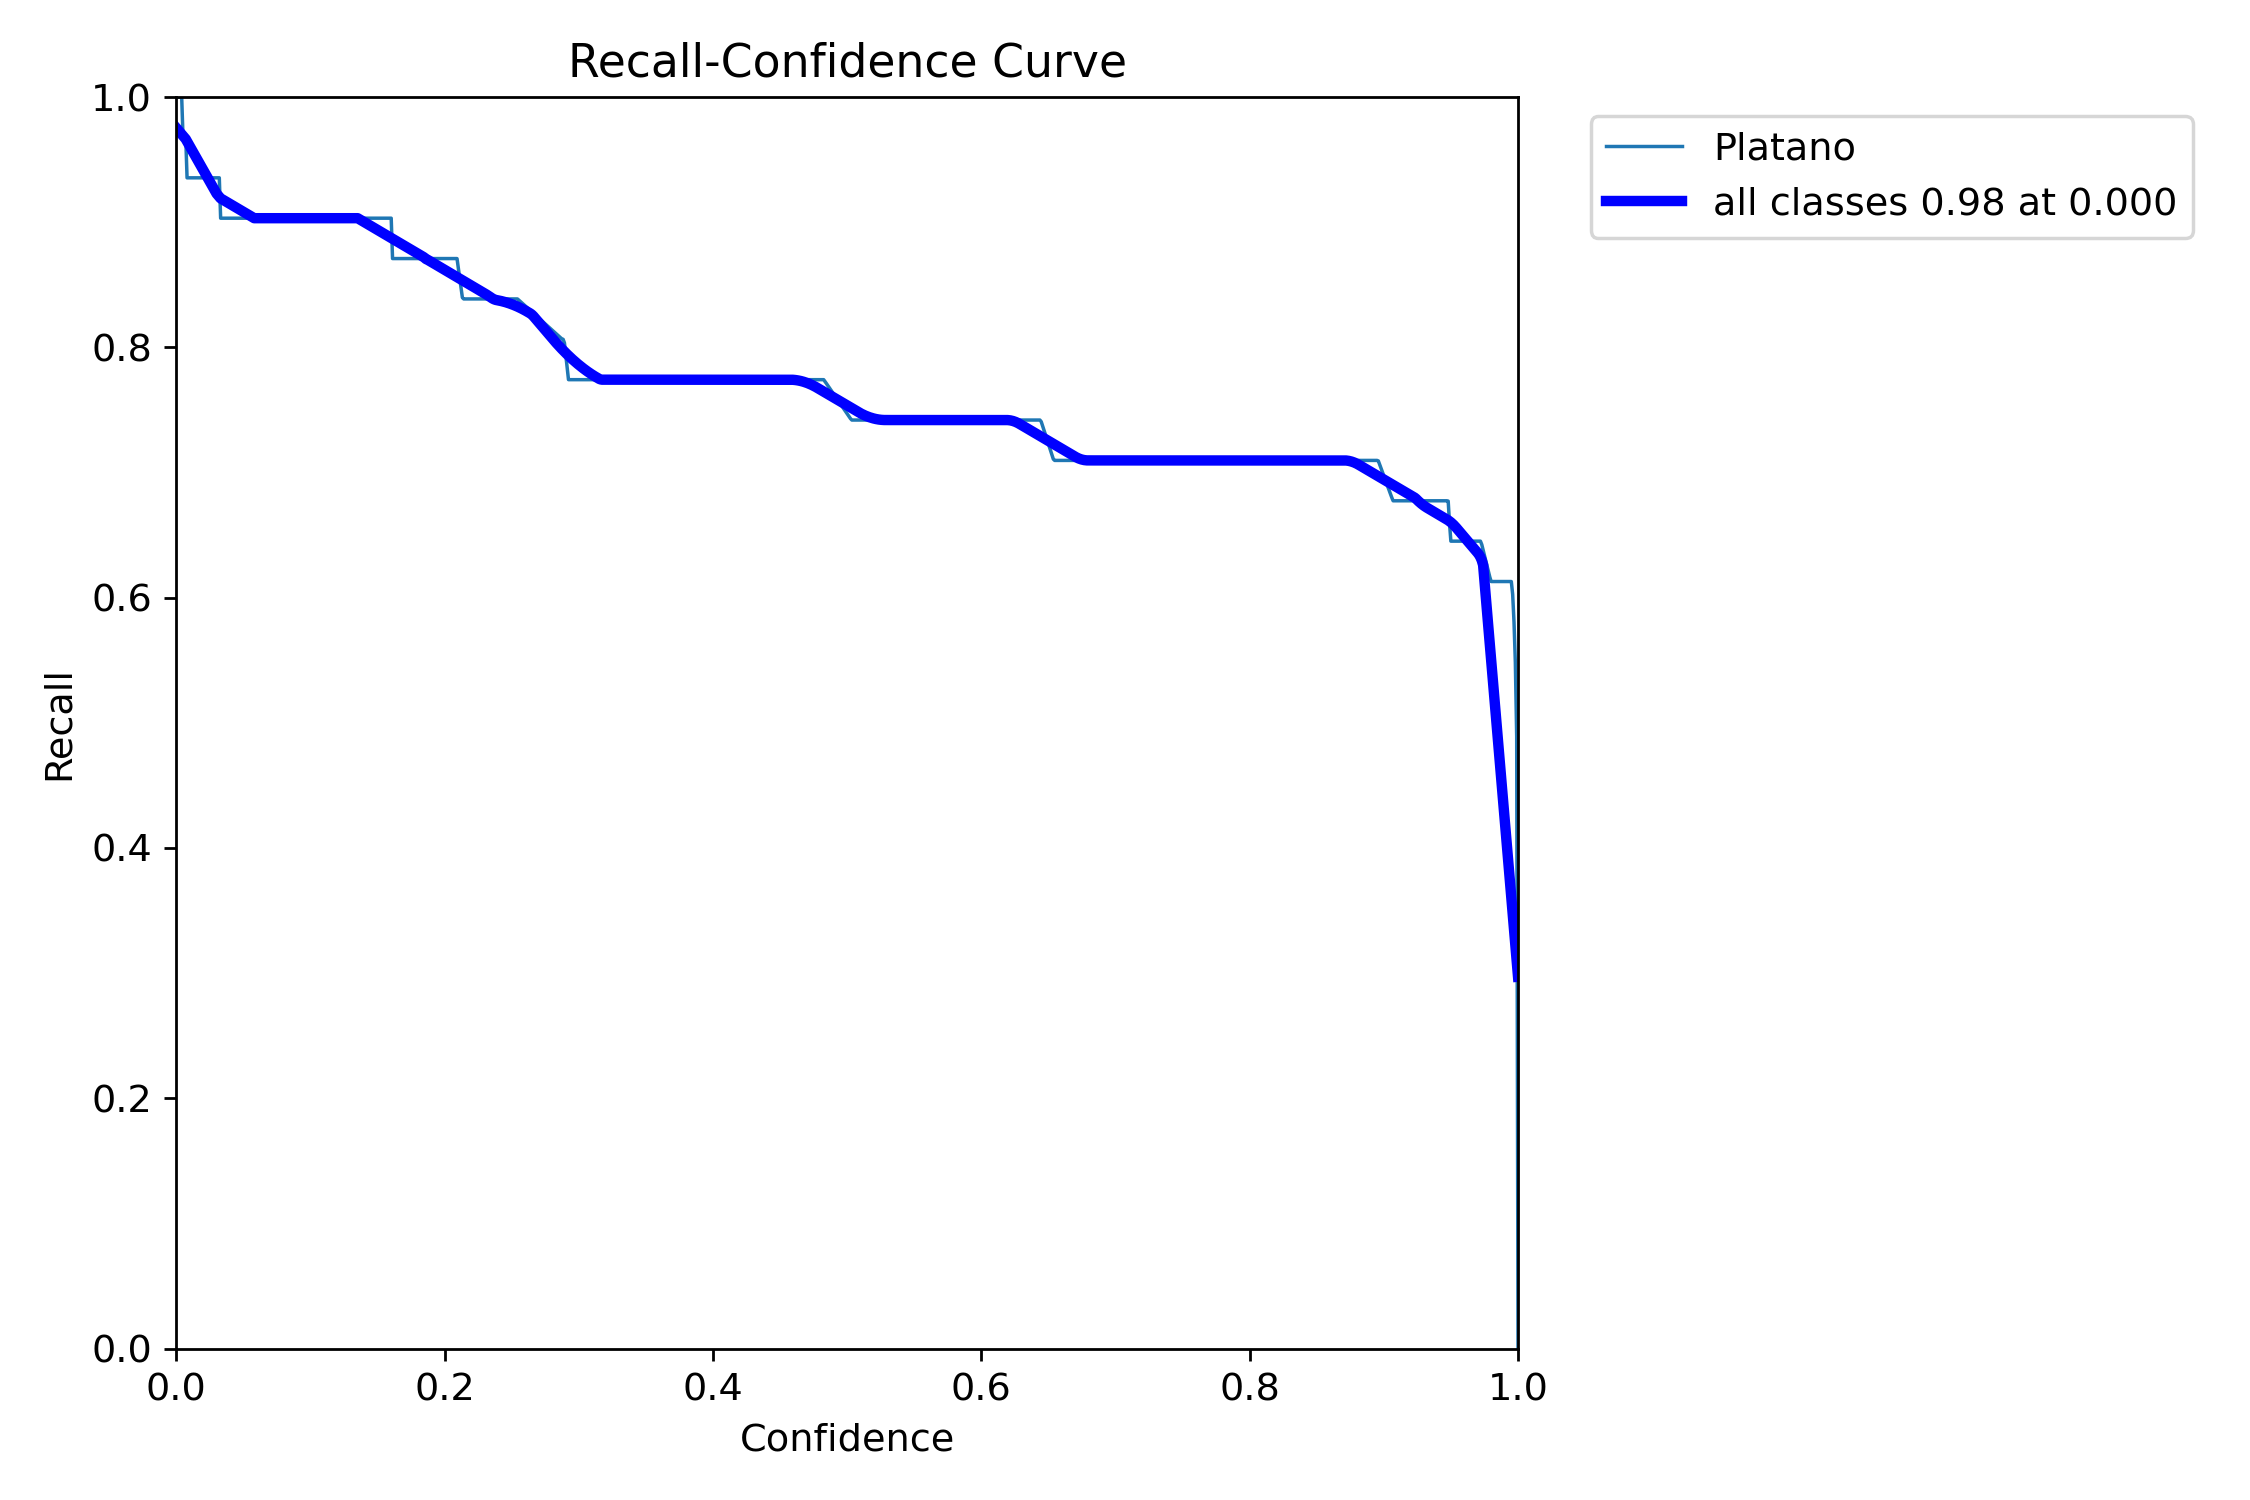 Recall-Confidence Curve
Platano
all classes 0.98 at 0.000
1.0
0.8
0.6
0.4
0.2
0.0
Recall
0.0 0.2 0.4 0.6 0.8 1.0
Confidence